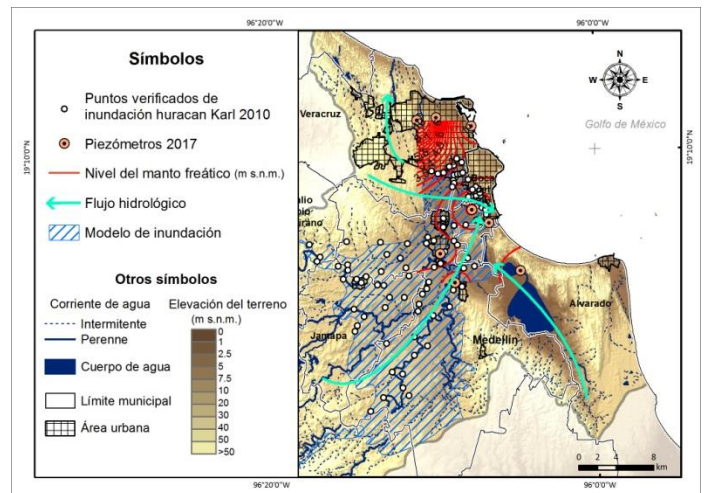 96°20'0"W
96°0'0"W
Símbolos
Puntos verificados de
inundación huracan Karl 2010
Piezómetros 2017
Nivel del manto freático (m s.n.m.)
Flujo hidrológico
Modelo de inundación
Otros símbolos
Corriente de agua
Intermitente
Perenne
Cuerpo de agua
Límite municipal
Área urbana
Elevación del terreno
(m s.n.m.)
0
1
2.5
5
7.5
10
20
30
40
50
>50
19°10'0"N
Veracruz
Boca
Jamapa
Medellín
Alvarado
Golfo de México
N
W
E
S
19°10'0"N
0 2 4 8
km
96°20'0"W
96°0'0"W